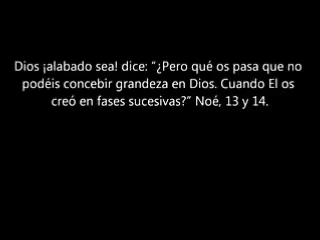 Dios ¡alabado sea! dice: “¿Pero qué os pasa que no
podéis concebir grandeza en Dios. Cuando El os
creó en fases sucesivas?” Noé, 13 y 14.